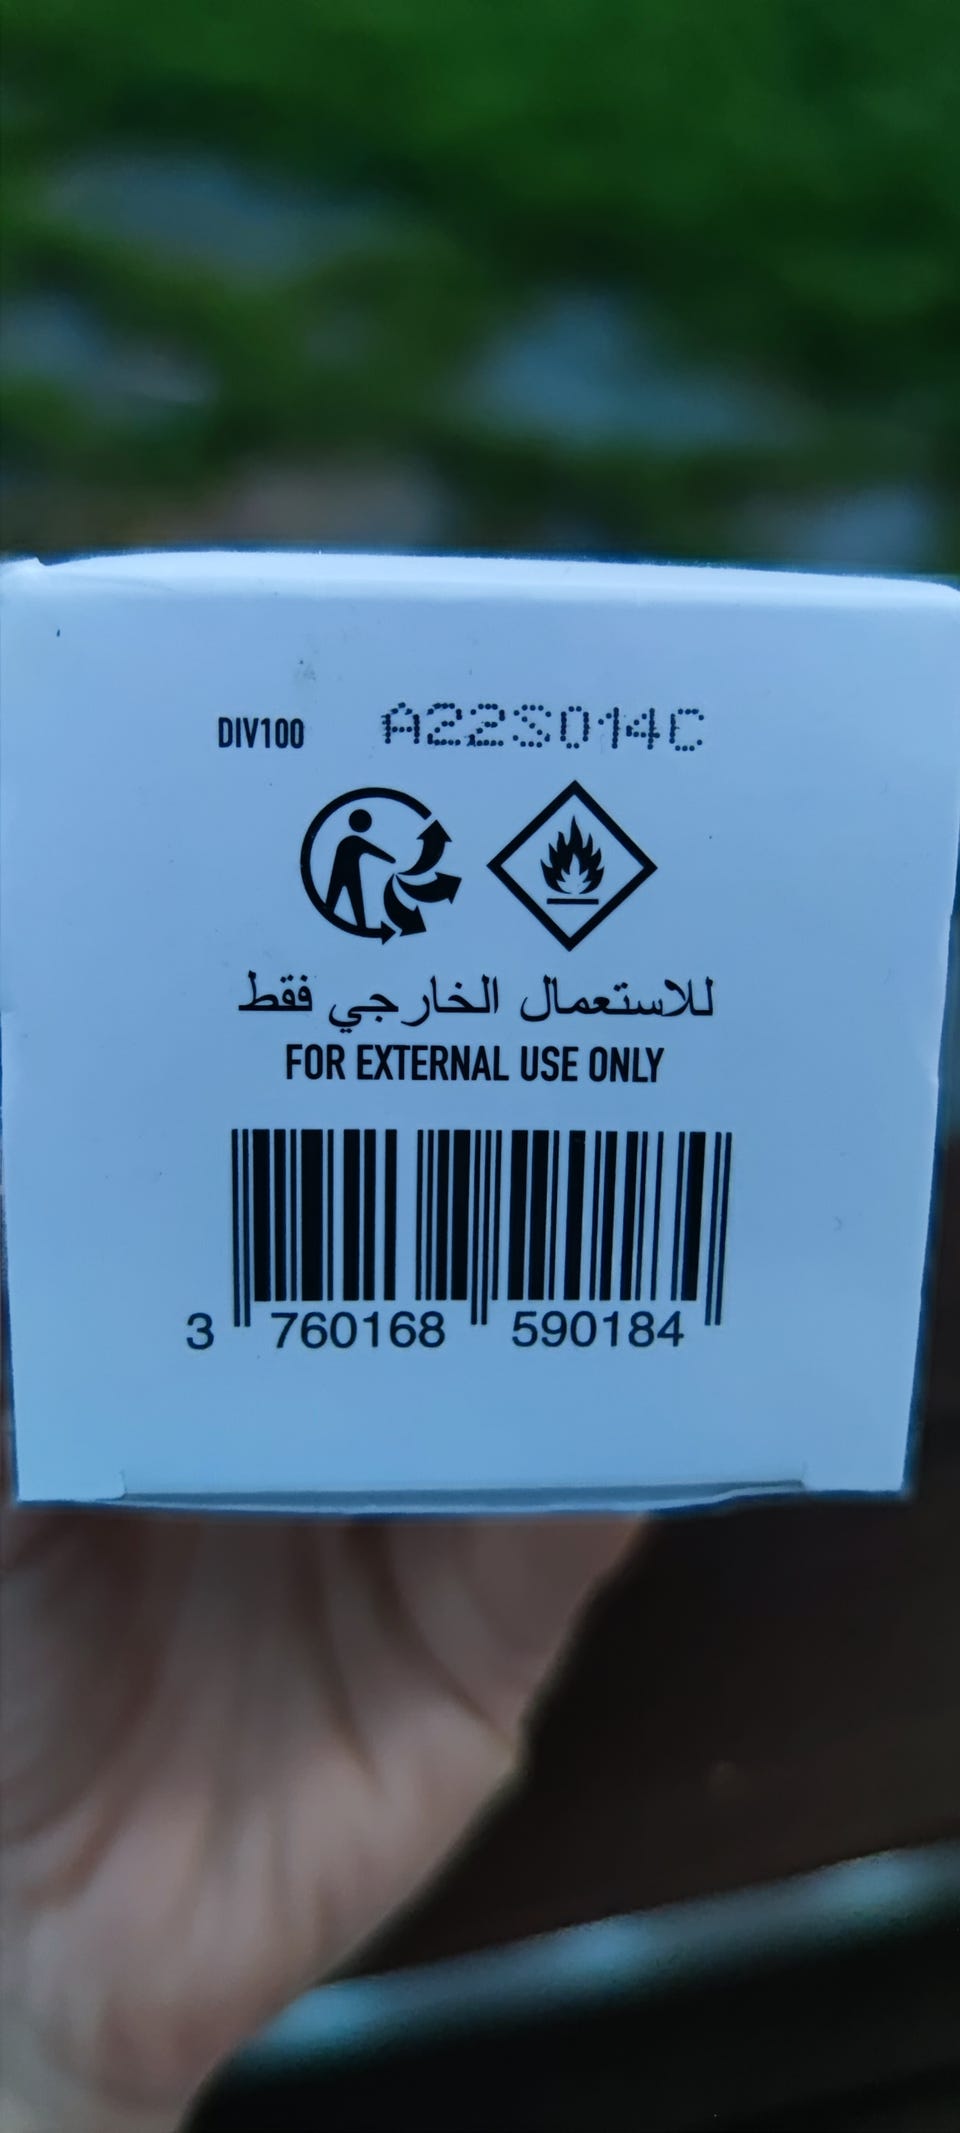 DIV100 A22S014C
للاستعمال الخارجي فقط
FOR EXTERNAL USE ONLY
3 760168 590184